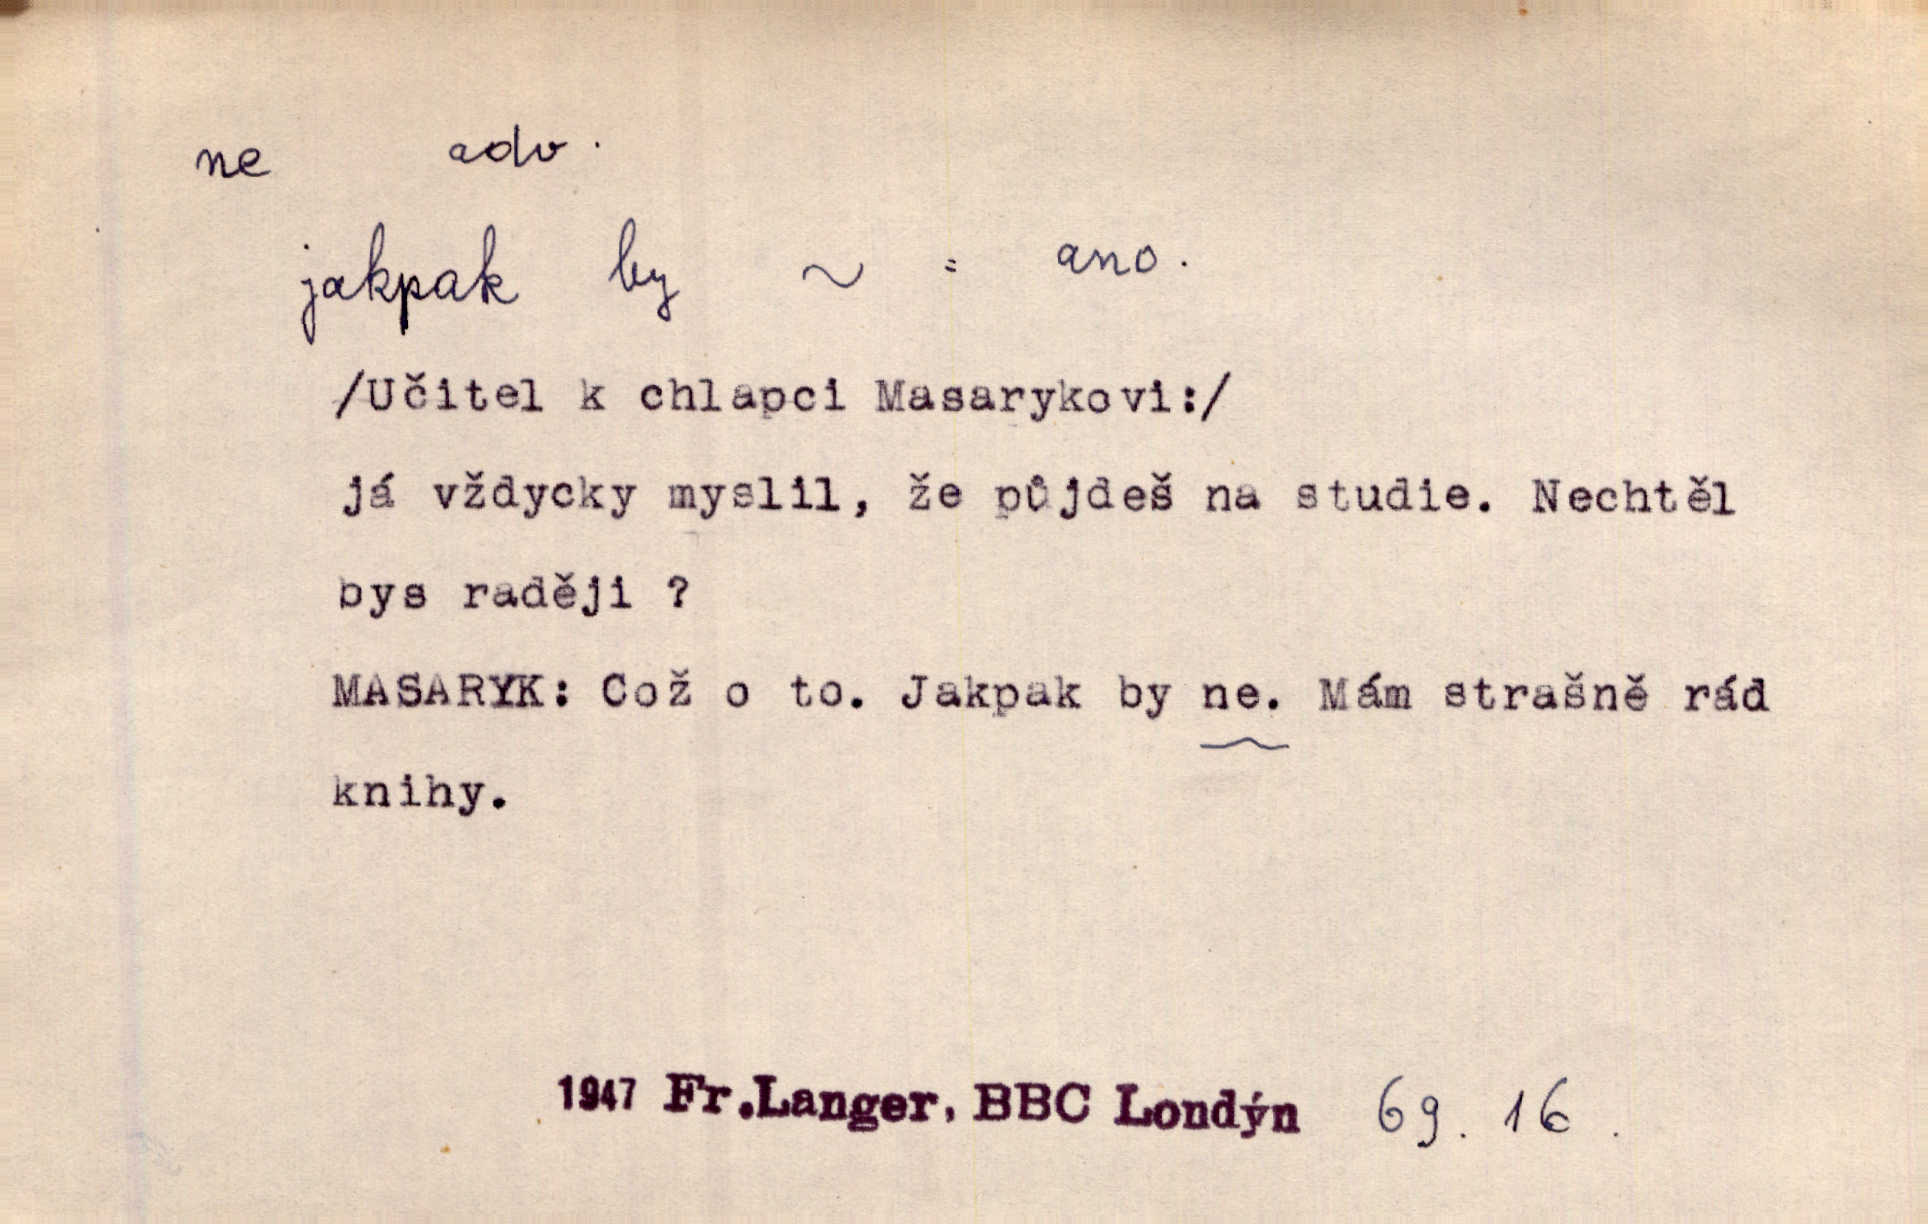 ne adv.
jakpak by ~ = ano.
/Učitel k chlapci Masarykovi:/
já vždycky myslil, že půjdeš na studie. Nechtěl
bys raději ?
MASARYK: Což o to. Jakpak by ne. Mám strašně rád
knihy.
1947 Fr.Langer, BBC Londýn 69. 16.